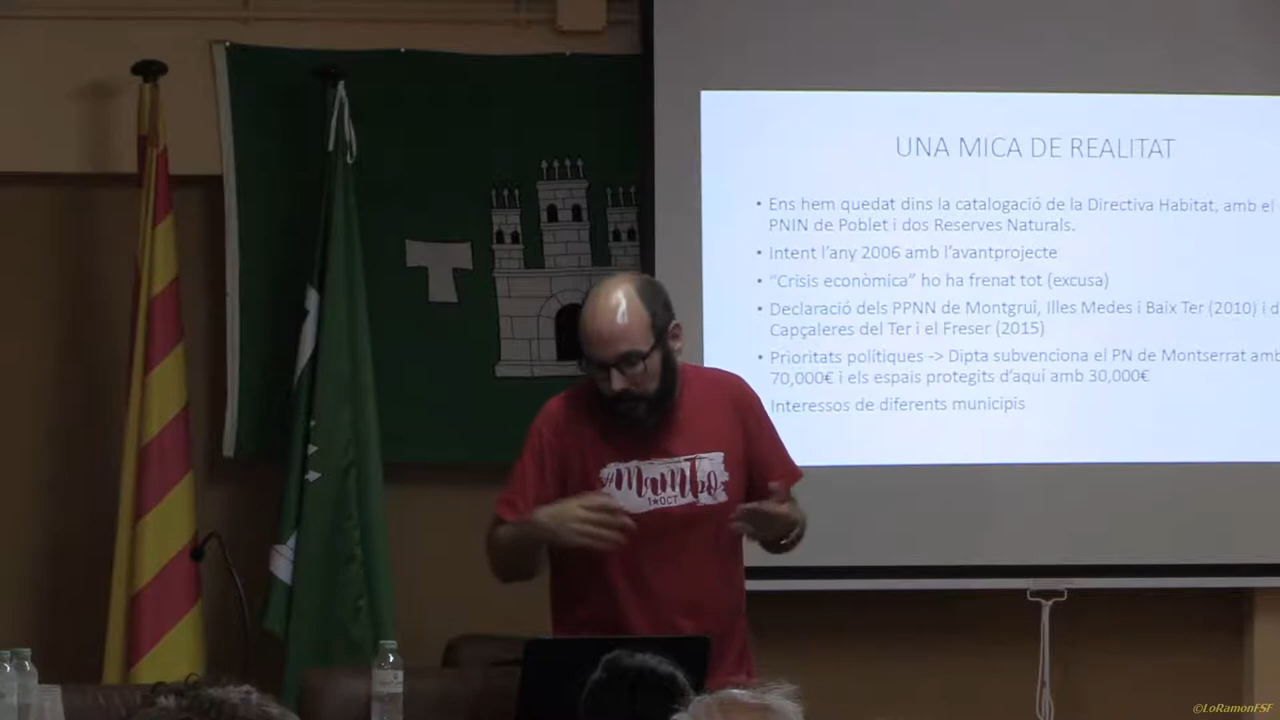 UNA MICA DE REALITAT
• Ens hem quedat dins la catalogació de la Directiva Habitat, amb el
PNIN de Poblet i dos Reserves Naturals.
• Intent l'any 2006 amb l'avantprojecte
• "Crisis econòmica" ho ha frenat tot (excusa)
• Declaració dels PPNN de Montgruí, Illes Medes i Baix Ter (2010) i d
Capçaleres del Ter i el Freser (2015)
• Prioritats polítiques -> Dipta subvenciona el PN de Montserrat amb
70,000€ i els espais protegits d'aquí amb 30,000€
Interessos de diferents municipis
#MamBo
1★OCT
T
©LoRamonFSF